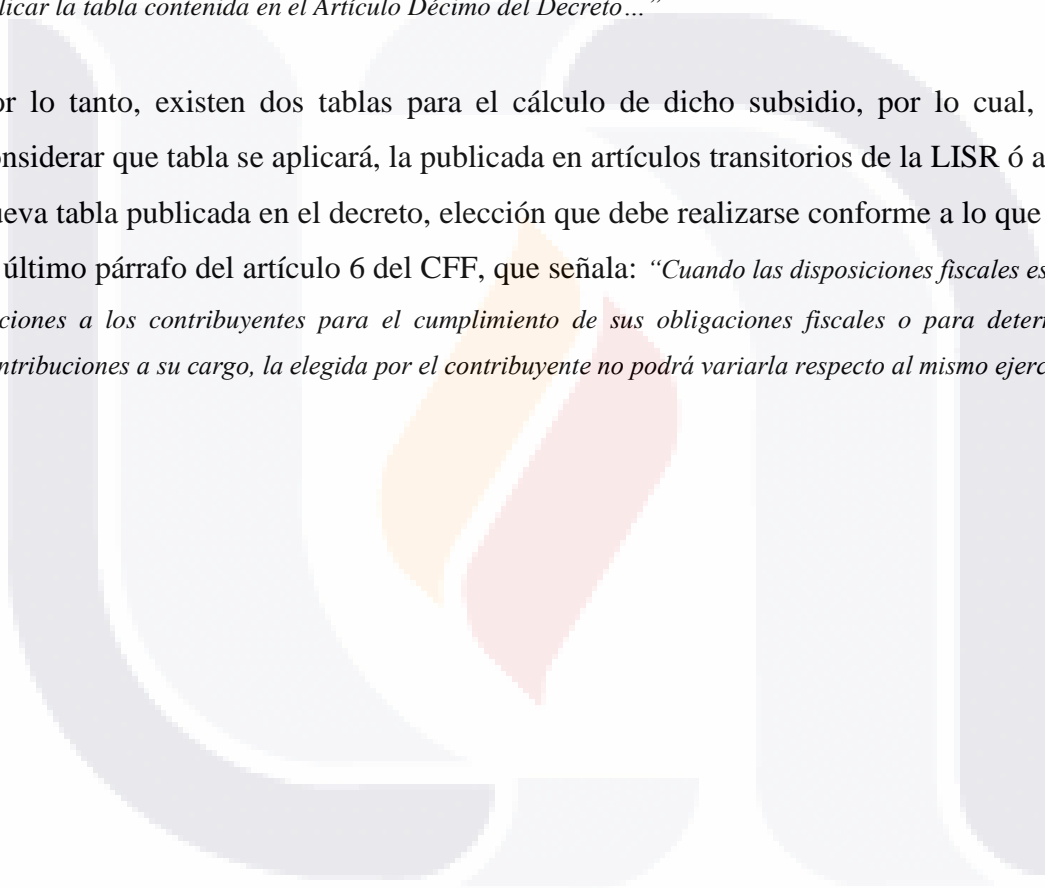 licar la tabla contenida en el Artículo Décimo del Decreto…”
or lo tanto, existen dos tablas para el cálculo de dicho subsidio, por lo cual,
onsiderar que tabla se aplicará, la publicada en artículos transitorios de la LISR ó a
ueva tabla publicada en el decreto, elección que debe realizarse conforme a lo que
último párrafo del artículo 6 del CFF, que señala: “Cuando las disposiciones fiscales es
ciones a los contribuyentes para el cumplimiento de sus obligaciones fiscales o para deter
ntribuciones a su cargo, la elegida por el contribuyente no podrá variarla respecto al mismo ejerc